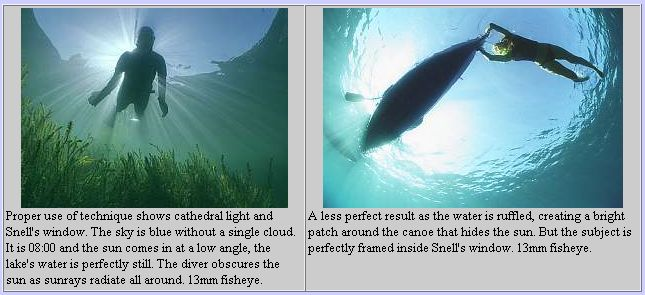 Proper use of technique shows cathedral light and
Snell's window. The sky is blue without a single cloud.
It is 08:00 and the sun comes in at a low angle, the
lake's water is perfectly still. The diver obscures the
sun as sunrays radiate all around. 13mm fisheye.
A less perfect result as the water is ruffled, creating a bright
patch around the canoe that hides the sun. But the subject is
perfectly framed inside Snell's window. 13mm fisheye.